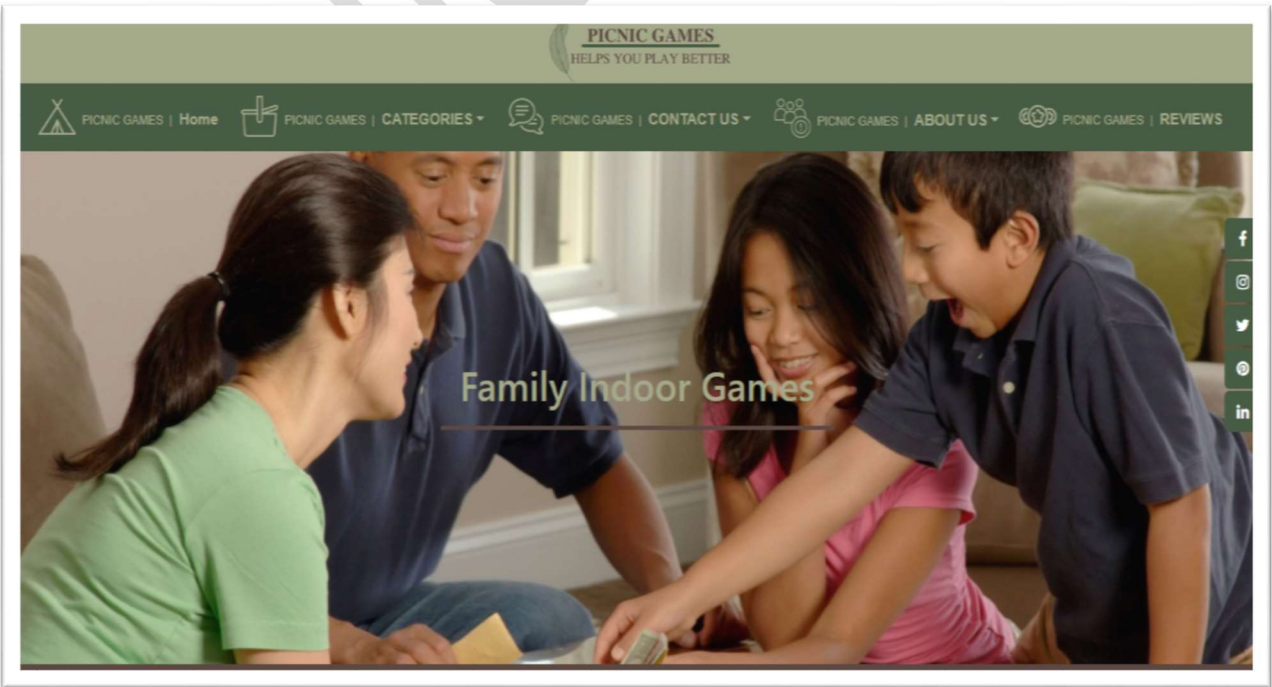 PICNIC GAMES
HELPS YOU PLAY BETTER
PICNIC GAMES | Home
PICNIC GAMES | CATEGORIES
PICNIC GAMES | CONTACT US
PICNIC GAMES | ABOUT US
PICNIC GAMES | REVIEWS
Family Indoor Games